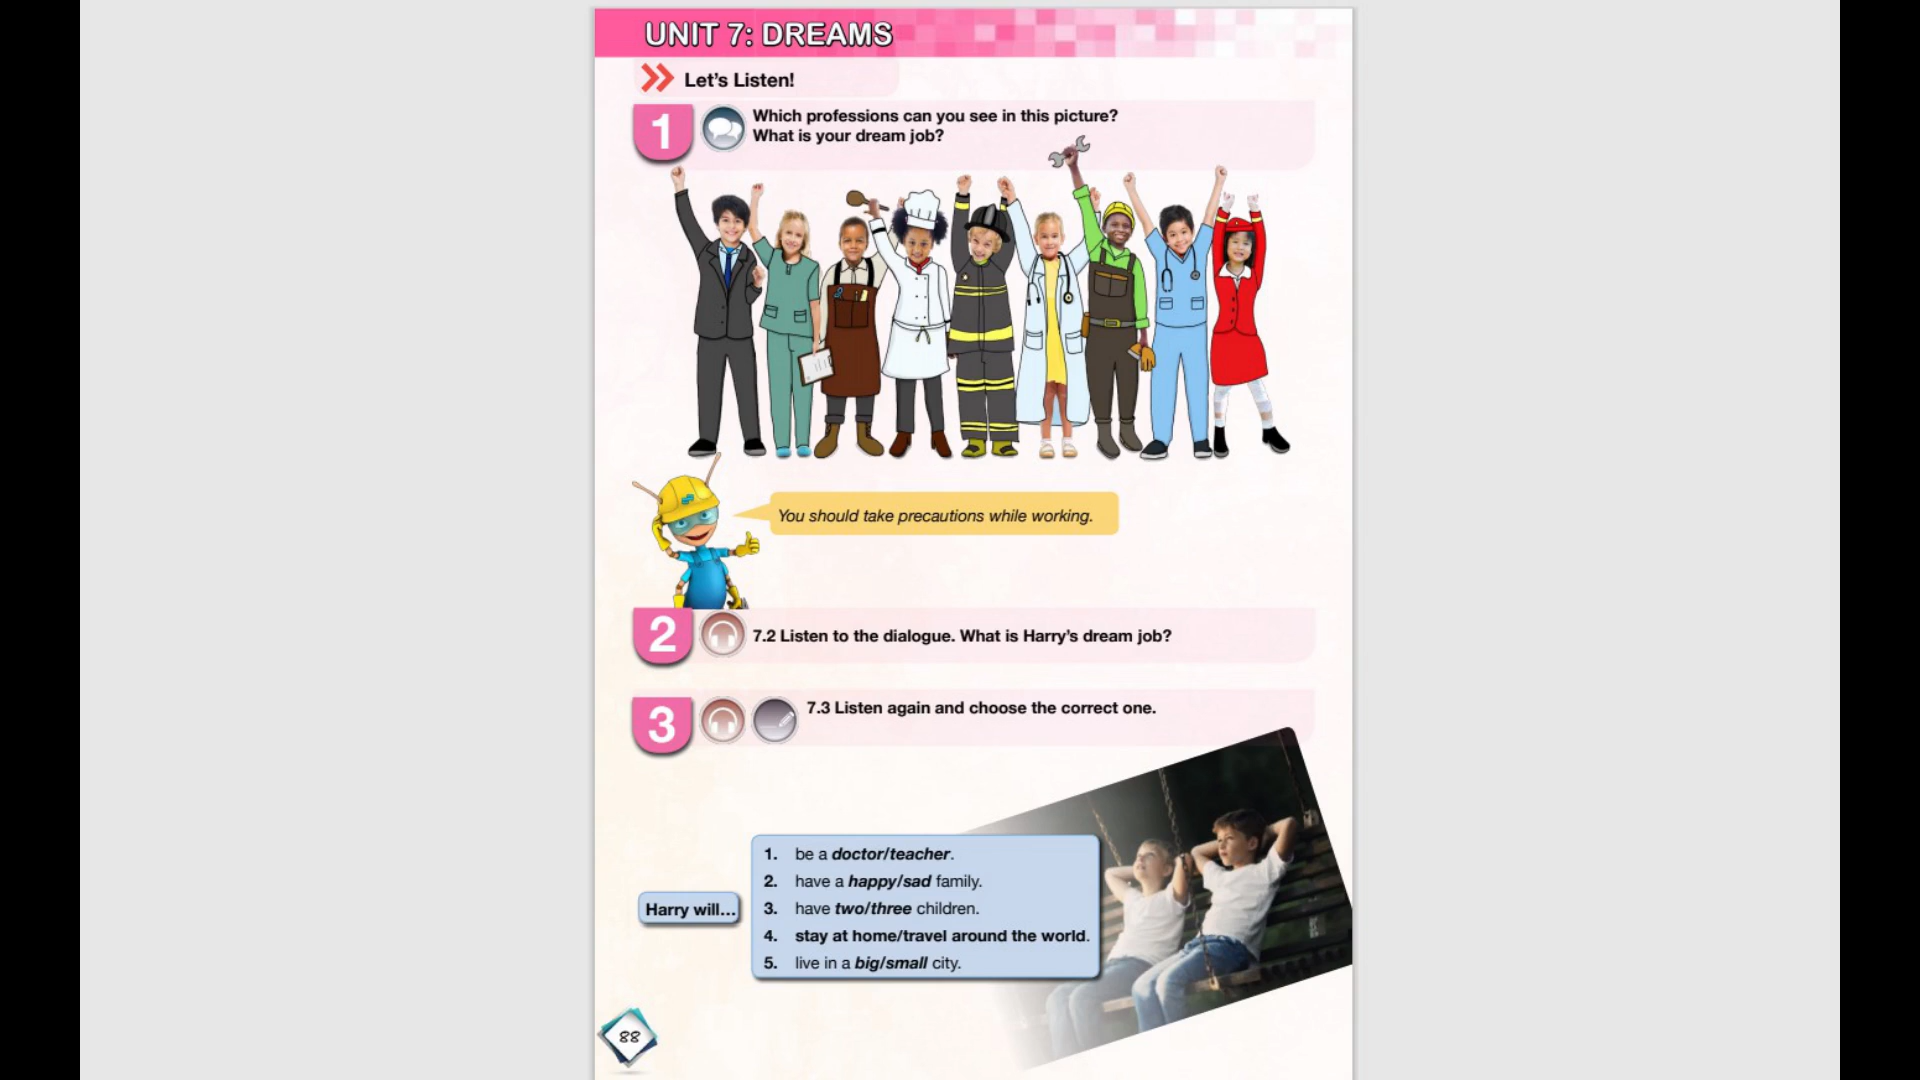 UNIT 7: DREAMS
Let's Listen!
1
Which professions can you see in this picture?
What is your dream job?
You should take precautions while working.
2
7.2 Listen to the dialogue. What is Harry's dream job?
3
7.3 Listen again and choose the correct one.
Harry will...
1. be a doctor/teacher.
2. have a happy/sad family.
3. have two/three children.
4. stay at home/travel around the world.
5. live in a big/small city.
88